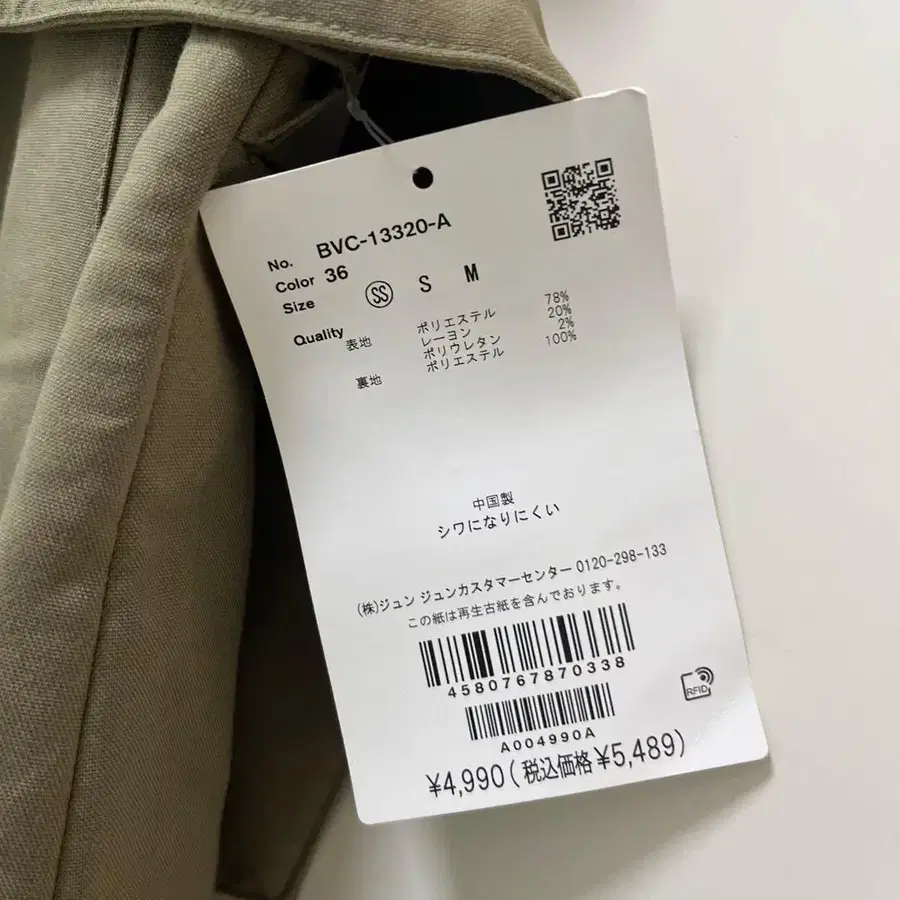 No. BVC-13320-A
Color 36
Size SS S M
Quality 表地 ポリエステル 78%
レーヨン 20%
ポリウレタン 2%
裏地 ポリエステル 100%
中国製
シワになりにくい
(株)ジュン ジュンカスタマーセンター 0120-298-133
この紙は再生古紙を含んでおります。
4580767870338
RFID
A004990A
¥4,990(税込価格¥5,489)